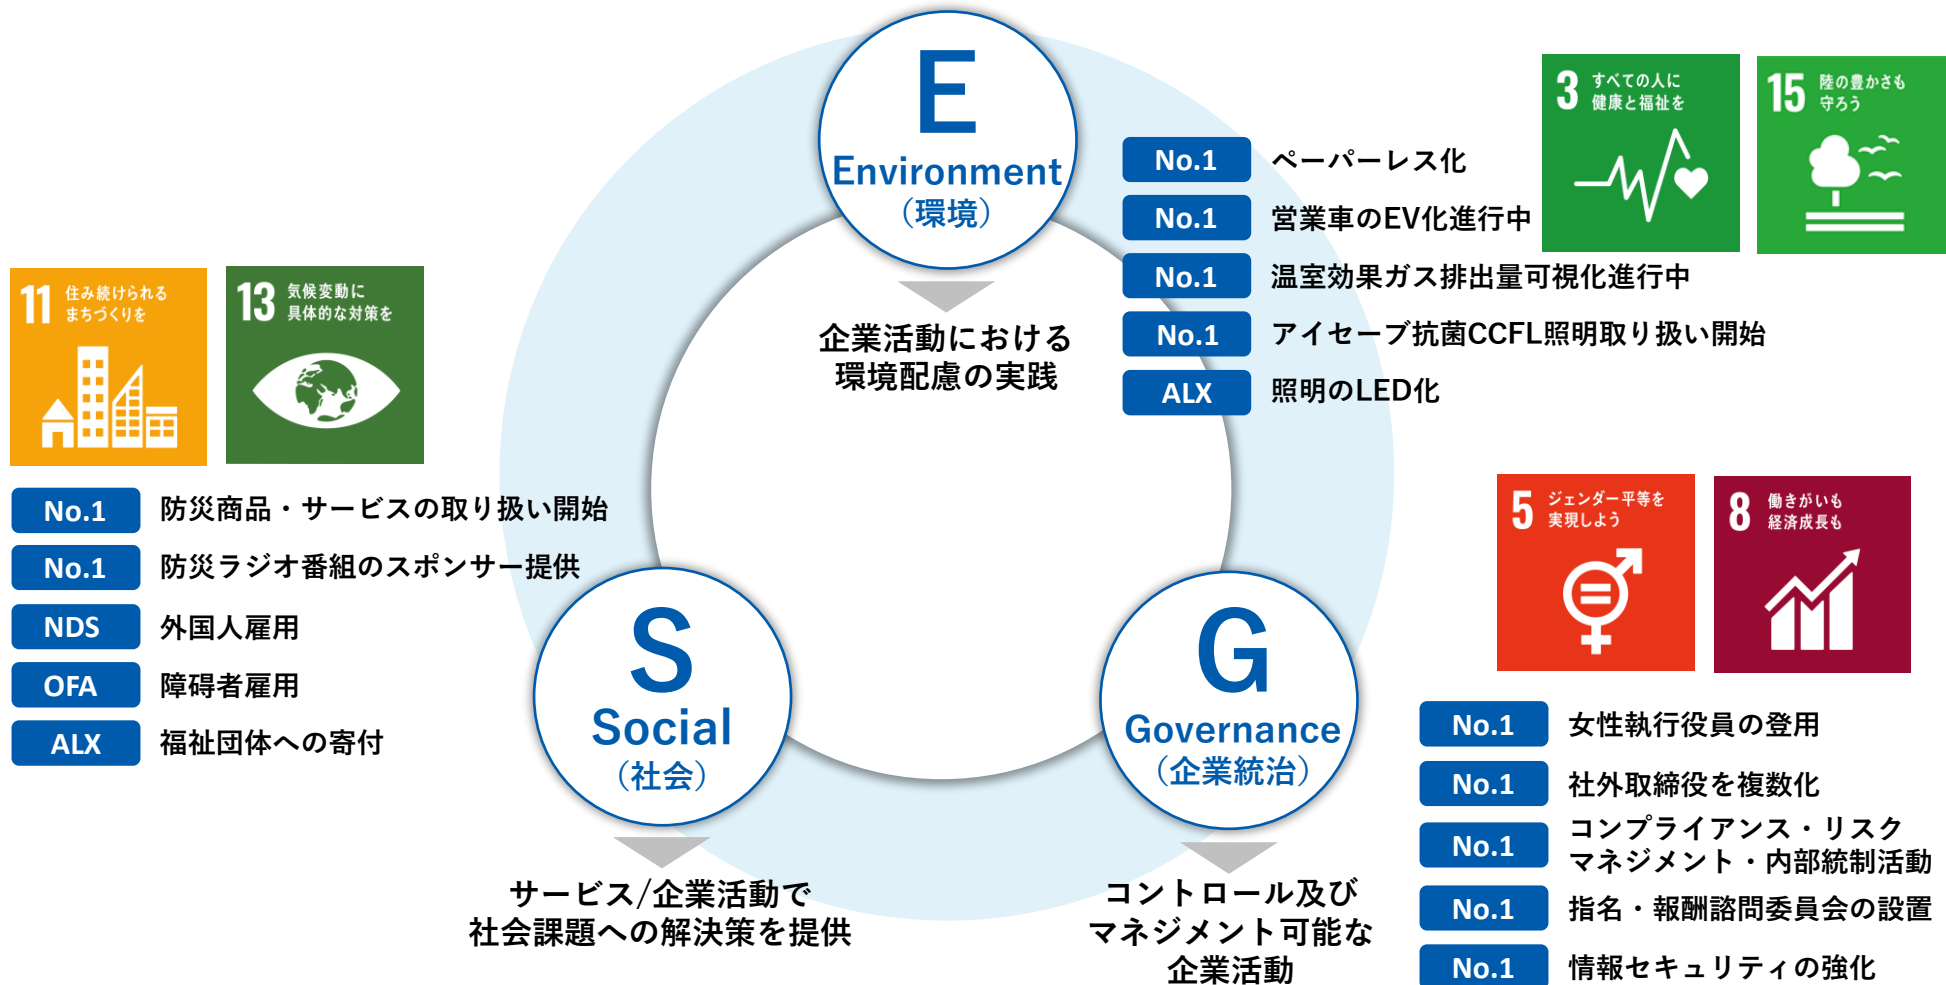 E
Environment
（環境）
企業活動における
環境配慮の実践
3 すべての人に
健康と福祉を
15 陸の豊かさも
守ろう
No.1 ペーパーレス化
No.1 営業車のEV化進行中
No.1 温室効果ガス排出量可視化進行中
No.1 アイセーブ抗菌CCFL照明取り扱い開始
ALX 照明のLED化
11 住み続けられる
まちづくりを
13 気候変動に
具体的な対策を
No.1 防災商品・サービスの取り扱い開始
No.1 防災ラジオ番組のスポンサー提供
NDS 外国人雇用
OFA 障碍者雇用
ALX 福祉団体への寄付
S
Social
（社会）
サービス/企業活動で
社会課題への解決策を提供
G
Governance
（企業統治）
コントロール及び
マネジメント可能な
企業活動
5 ジェンダー平等を
実現しよう
8 働きがいも
経済成長も
No.1 女性執行役員の登用
No.1 社外取締役を複数化
No.1 コンプライアンス・リスク
マネジメント・内部統制活動
No.1 指名・報酬諮問委員会の設置
No.1 情報セキュリティの強化